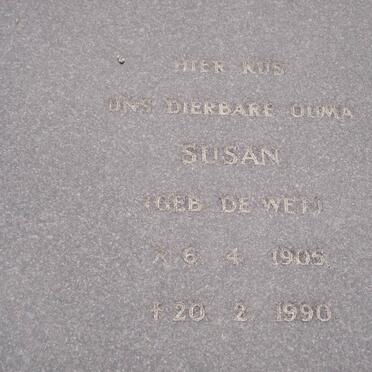 HIER RUS
ONS DIERBARE OUMA
SUSAN
(GEB. DE WET)
* 6. 4. 1905
† 20. 2. 1990